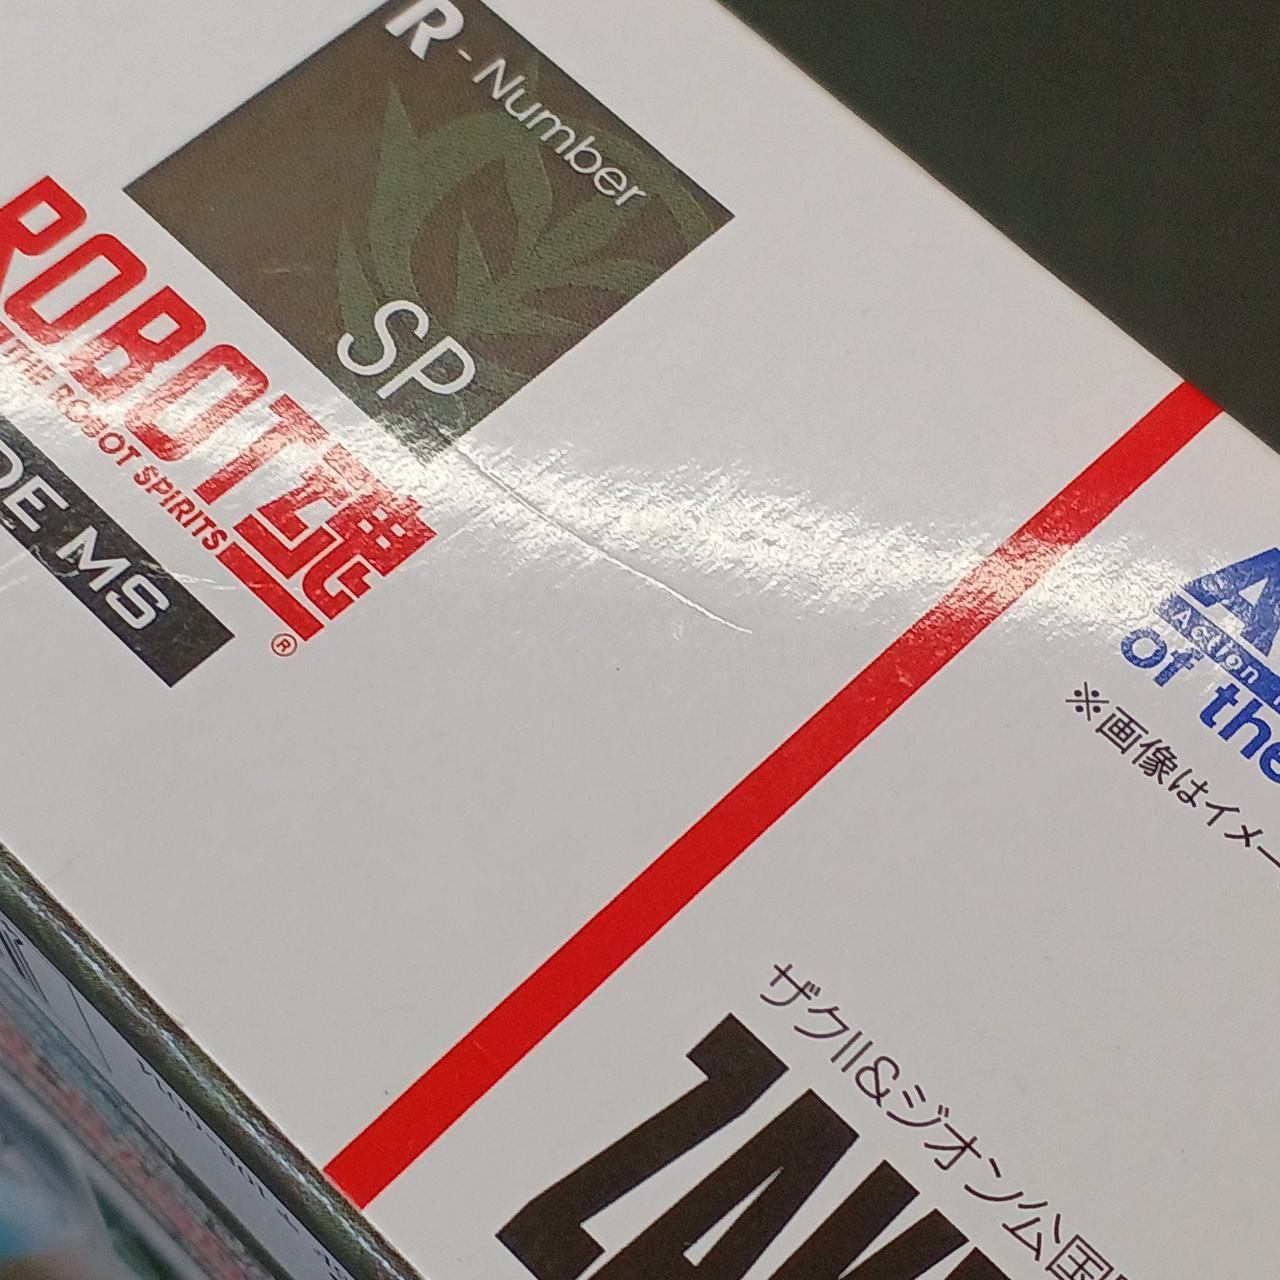 R-Number
SP
ROBOT魂
THE ROBOT SPIRITS
®
DE MS
Action
of the
※画像はイメー
ザクII&ジオン公国
ZAK